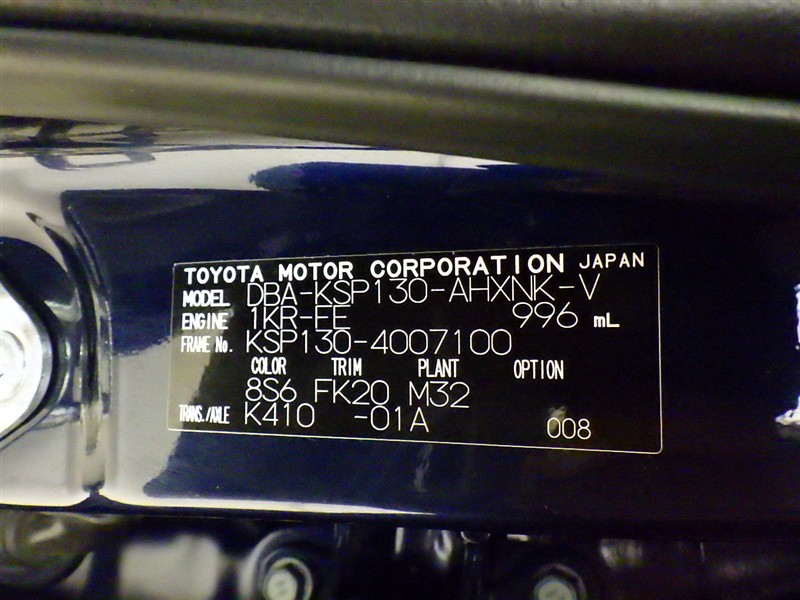 TOYOTA MOTOR CORPORATION JAPAN
MODEL DBA-KSP130-AHXNK-V
ENGINE 1KR-FE 996 mL
FRAME No. KSP130-4007100
COLOR TRIM PLANT OPTION
8S6 FK20 M32
TRANS./AXLE K410 -01A 008